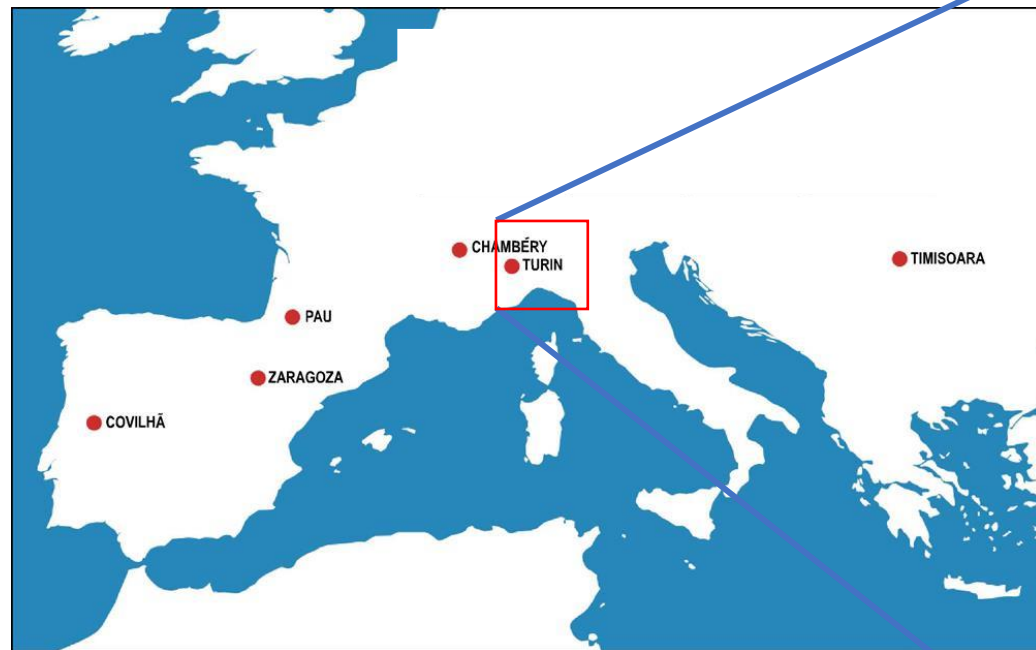 CHAMBÉRY
TURIN
TIMISOARA
PAU
ZARAGOZA
COVILHÃ